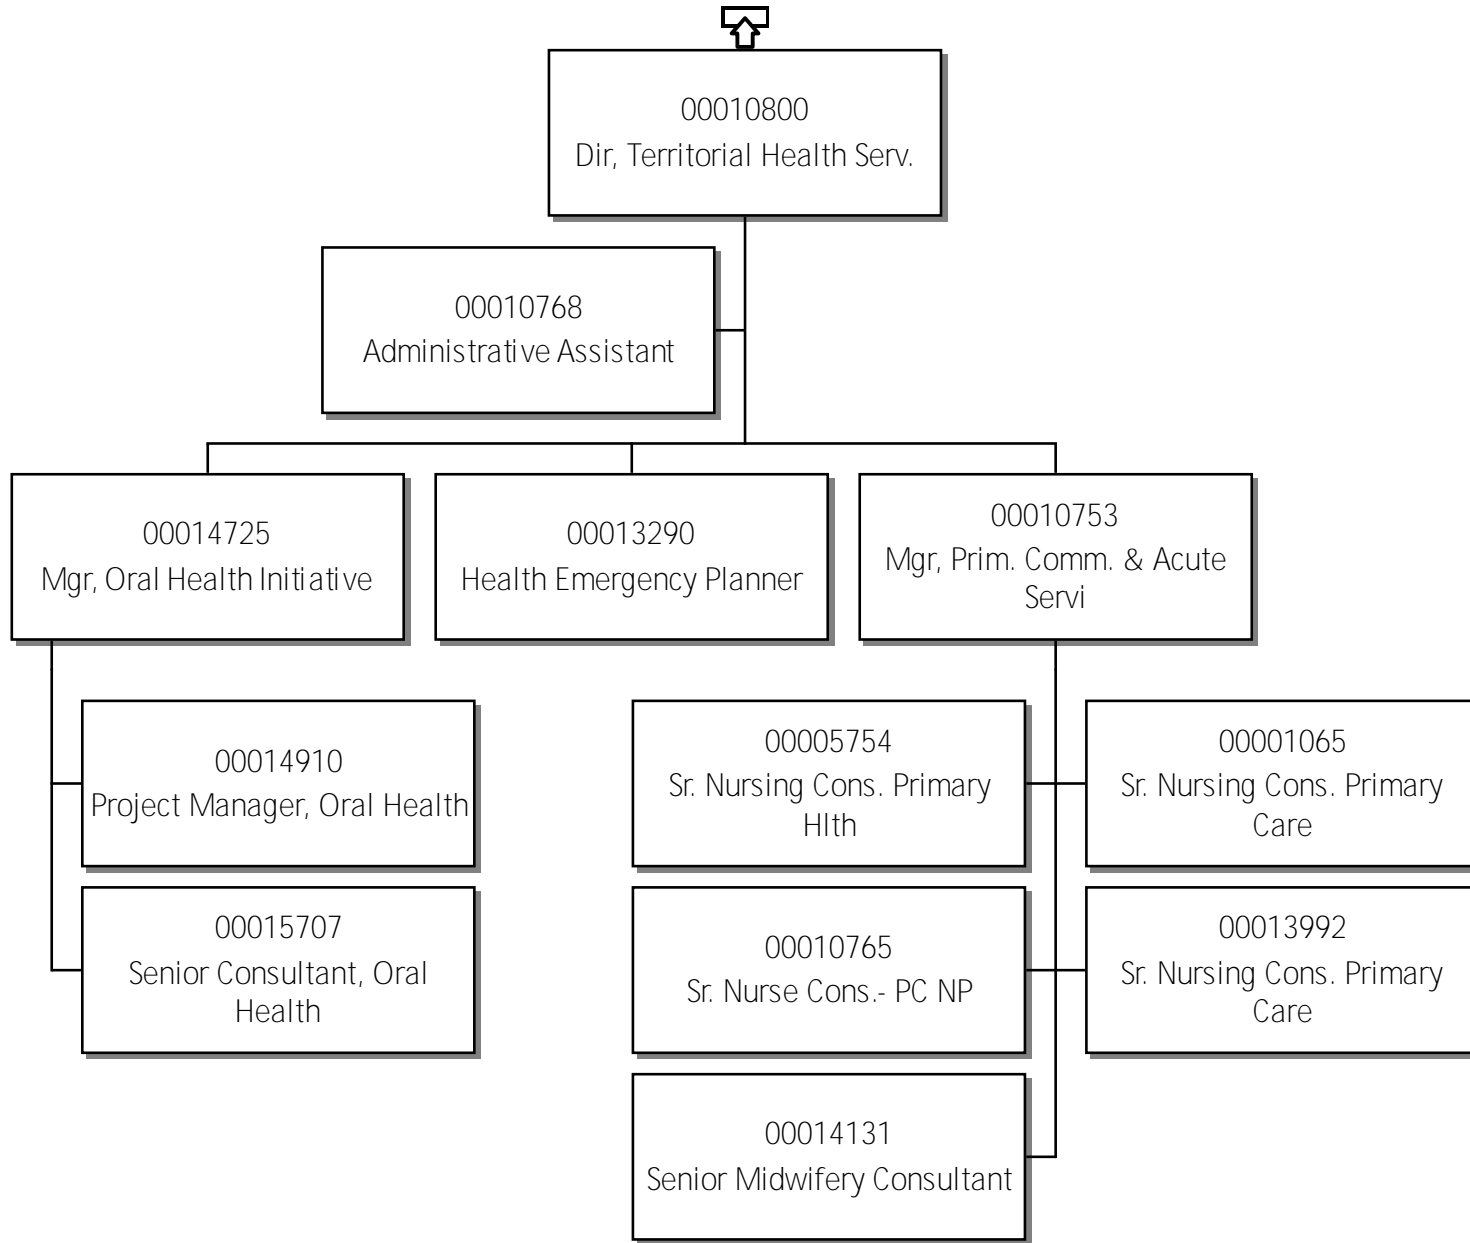 00010800
Dir, Territorial Health Serv.
00010768
Administrative Assistant
00014725
Mgr, Oral Health Initiative
00013290
Health Emergency Planner
00010753
Mgr, Prim. Comm. & Acute
Servi
00014910
Project Manager, Oral Health
00015707
Senior Consultant, Oral
Health
00005754
Sr. Nursing Cons. Primary
Hlth
00001065
Sr. Nursing Cons. Primary
Care
00010765
Sr. Nurse Cons.- PC NP
00013992
Sr. Nursing Cons. Primary
Care
00014131
Senior Midwifery Consultant